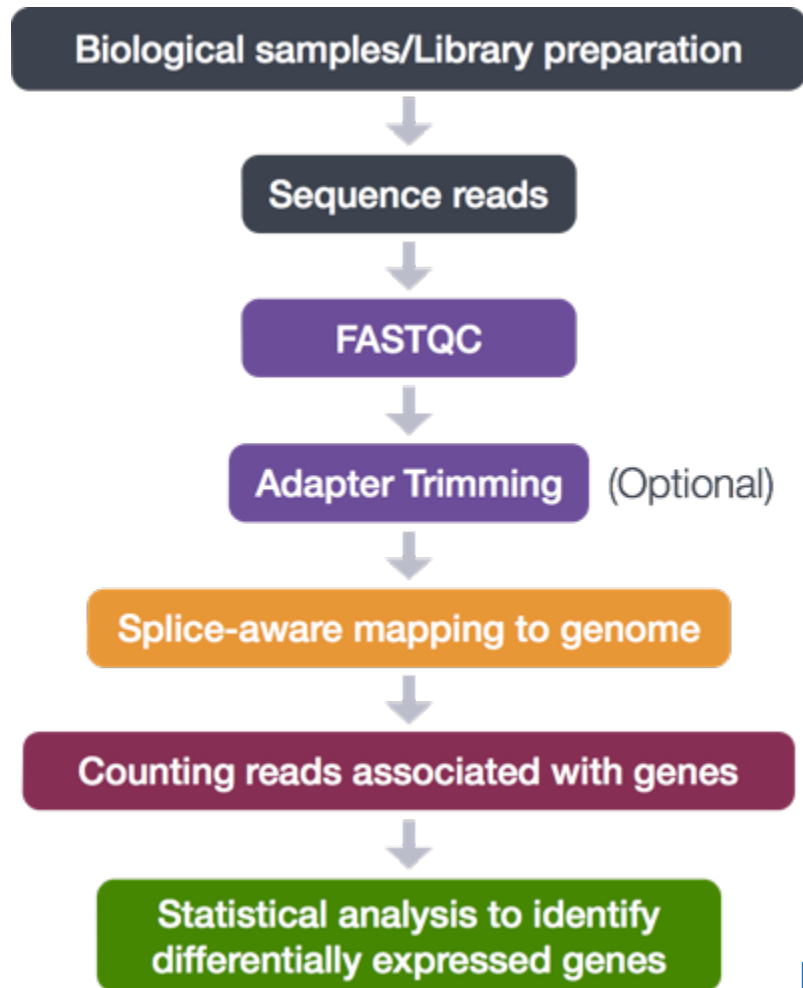 Biological samples/Library preparation
Sequence reads
FASTQC
Adapter Trimming (Optional)
Splice-aware mapping to genome
Counting reads associated with genes
Statistical analysis to identify
differentially expressed genes